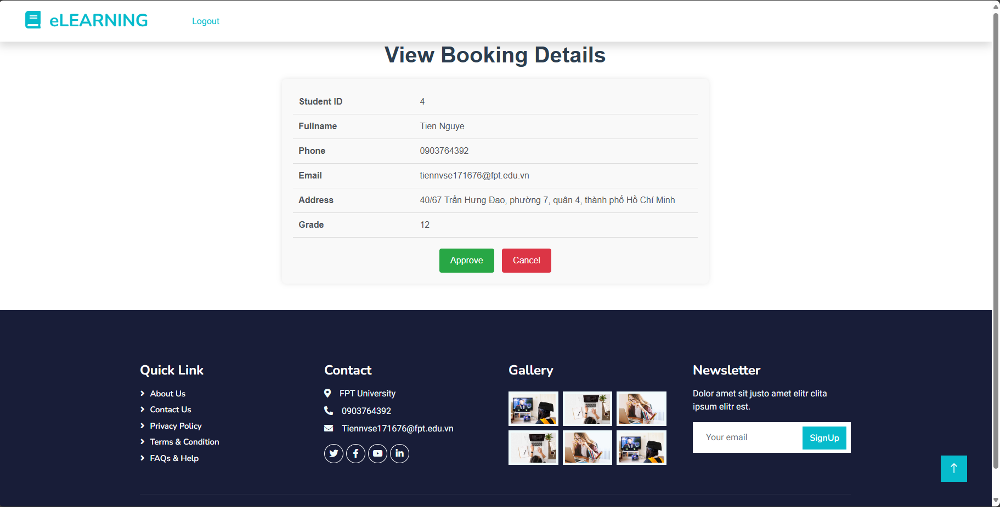 eLEARNING
Logout
View Booking Details
Student ID 4
Fullname Tien Nguye
Phone 0903764392
Email tiennvse171676@fpt.edu.vn
Address 40/67 Trần Hưng Đạo, phường 7, quận 4, thành phố Hồ Chí Minh
Grade 12
Approve Cancel
Quick Link
About Us
Contact Us
Privacy Policy
Terms & Condition
FAQs & Help
Contact
FPT University
0903764392
Tiennvse171676@fpt.edu.vn
Gallery
Newsletter
Dolor amet sit justo amet elitr clita
ipsum elitr est.
Your email SignUp